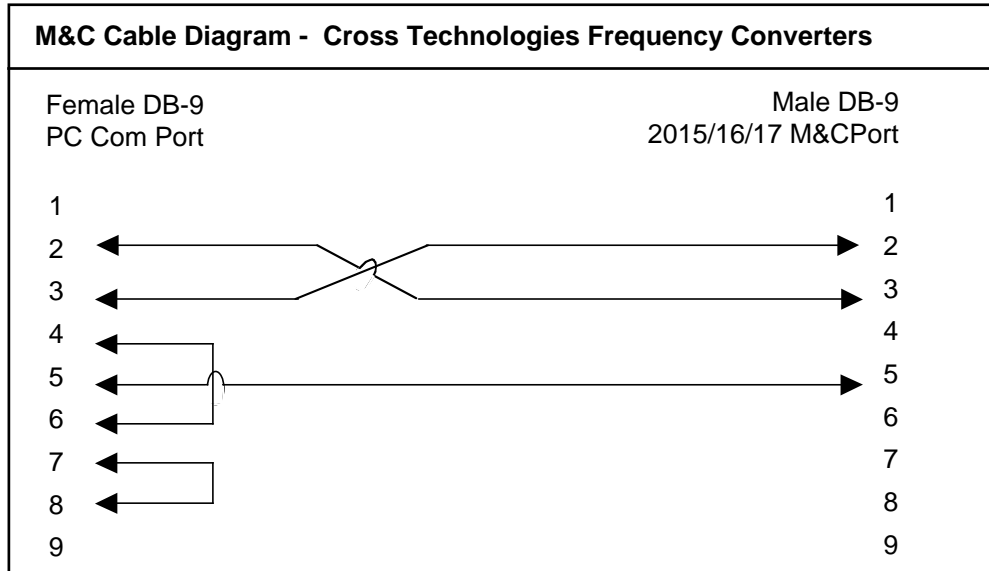 M&C Cable Diagram - Cross Technologies Frequency Converters
Female DB-9
PC Com Port
Male DB-9
2015/16/17 M&CPort
1 1
2 2
3 3
4 4
5 5
6 6
7 7
8 8
9 9